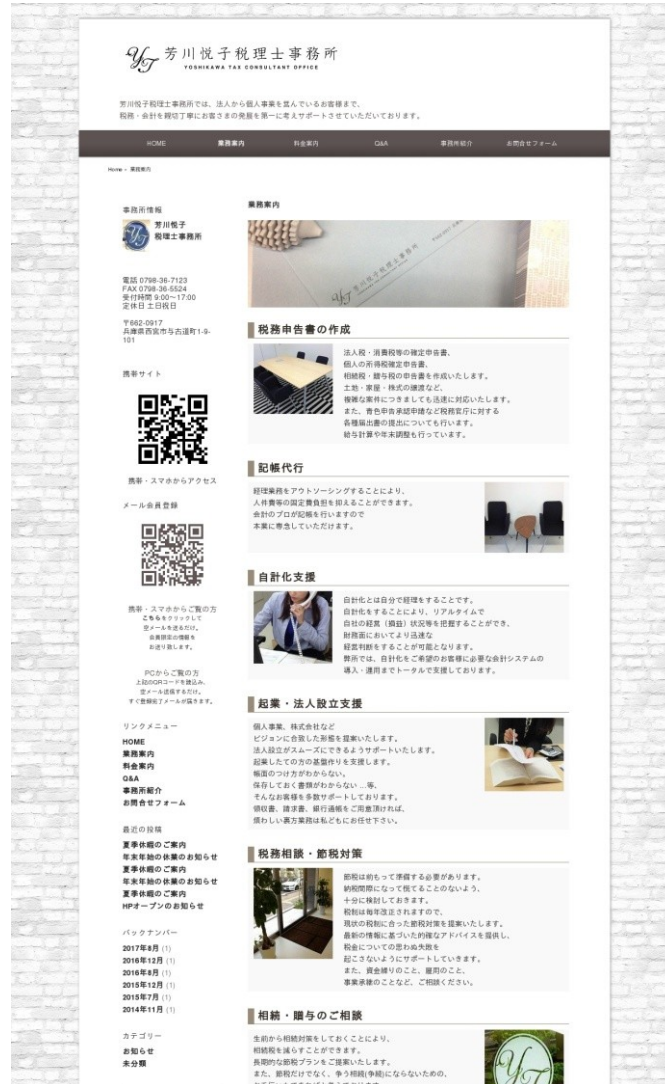 芳川悦子税理士事務所
YOSHIKAWA TAX CONSULTANT OFFICE
芳川悦子税理士事務所では、法人から個人事業を営んでいるお客様まで、
税務・会計を親切丁寧にお客さまの発展を第一に考えサポートさせていただいております。
HOME 業務案内 料金案内 Q&A 事務所紹介 お問合せフォーム
Home » 業務案内
事務所情報
芳川悦子
税理士事務所
電話 0798-36-7123
FAX 0798-36-5524
受付時間 9:00〜17:00
定休日 土日祝日
〒662-0917
兵庫県西宮市与古道町1-9-
101
携帯サイト
携帯・スマホからアクセス
メール会員登録
携帯・スマホからご覧の方
こちらをクリックして
空メールを送るだけ。
会員限定の情報を
お送り致します。
PCからご覧の方
上記のQRコードを読込み、
空メール送信するだけ。
すぐ登録完了メールが届きます。
リンクメニュー
HOME
業務案内
料金案内
Q&A
事務所紹介
お問合せフォーム
最近の投稿
夏季休暇のご案内
年末年始の休業のお知らせ
夏季休暇のご案内
年末年始の休業のお知らせ
夏季休暇のご案内
HPオープンのお知らせ
バックナンバー
2017年8月 (1)
2016年12月 (1)
2016年8月 (1)
2015年12月 (1)
2015年7月 (1)
2014年11月 (1)
カテゴリー
お知らせ
未分類
業務案内
芳川悦子税理士事務所
税務申告書の作成
法人税・消費税等の確定申告書、
個人の所得税確定申告書、
相続税・贈与税の申告書を作成いたします。
土地・家屋・株式の譲渡など、
複雑な案件につきましても迅速に対応いたします。
また、青色申告承認申請など税務官庁に対する
各種届出書の提出についても行います。
給与計算や年末調整も行っています。
記帳代行
経理業務をアウトソーシングすることにより、
人件費等の固定費負担を抑えることができます。
会計のプロが記帳を行いますので
本業に専念していただけます。
自計化支援
自計化とは自分で経理をすることです。
自計化をすることにより、リアルタイムで
自社の経営（損益）状況等を把握することができ、
財務面においてより迅速な
経営判断をすることが可能となります。
弊所では、自計化をご希望のお客様に必要な会計システムの
導入・運用までトータルで支援しております。
起業・法人設立支援
個人事業、株式会社など
ビジョンに合致した形態を提案いたします。
法人設立がスムーズにできるようサポートいたします。
起業したての方の基盤作りを支援します。
帳面のつけ方がわからない。
保存しておく書類がわからない …等、
そんなお客様を多数サポートしております。
領収書、請求書、銀行通帳をご用意頂ければ、
煩わしい裏方業務は私どもにお任せ下さい。
税務相談・節税対策
節税は前もって準備する必要があります。
納税間際になって慌てることのないよう、
十分に検討しておきます。
税制は毎年改正されますので、
現状の税制に合った節税対策を提案いたします。
最新の情報に基づいた的確なアドバイスを提供し、
税金についての思わぬ失敗を
起こさないようにサポートしていきます。
また、資金繰りのこと、雇用のこと、
事業承継のことなど、ご相談ください。
相続・贈与のご相談
生前から相続対策をしておくことにより、
相続税を減らすことができます。
長期的な節税プランをご提案いたします。
また、節税だけでなく、争う相続(争続)にならないための、